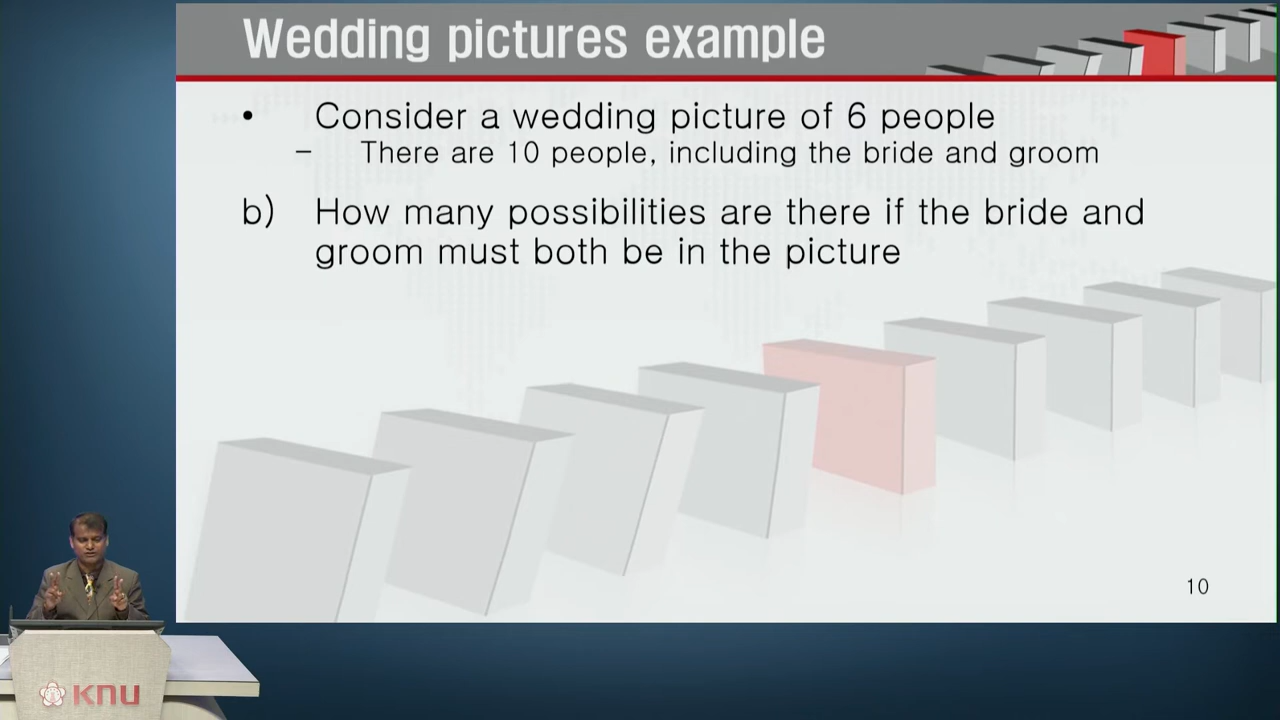 Wedding pictures example
• Consider a wedding picture of 6 people
– There are 10 people, including the bride and groom
b) How many possibilities are there if the bride and
groom must both be in the picture
10
KNU